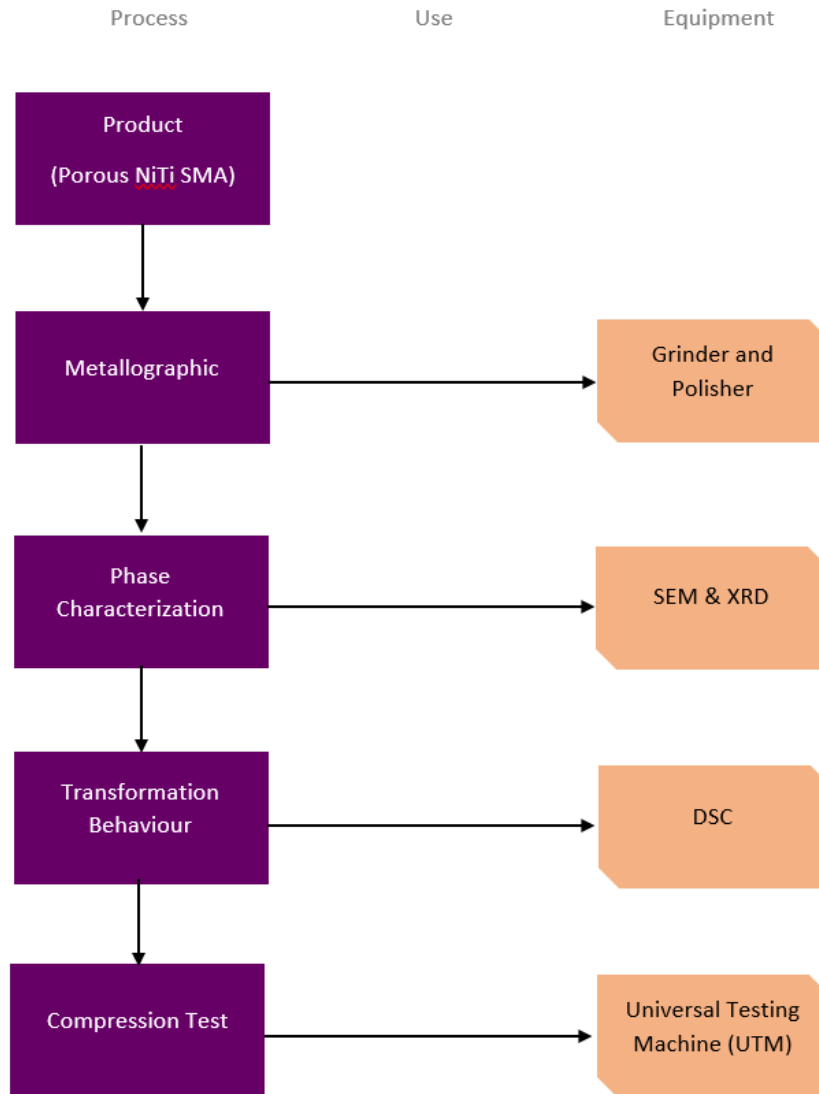 Process Use Equipment
Product
(Porous NiTi SMA)
Metallographic
Grinder and
Polisher
Phase
Characterization
SEM & XRD
Transformation
Behaviour
DSC
Compression Test
Universal Testing
Machine (UTM)